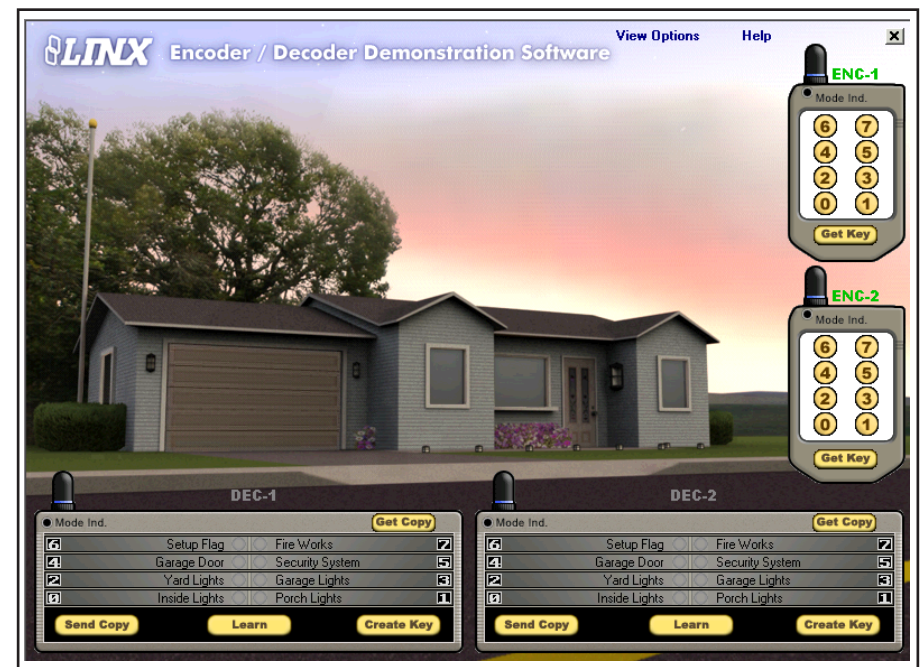 LINX Encoder / Decoder Demonstration Software
View Options Help
ENC-1
Mode Ind.
6 7
4 5
2 3
0 1
Get Key
ENC-2
Mode Ind.
6 7
4 5
2 3
0 1
Get Key
DEC-1
Mode Ind. Get Copy
6 Setup Flag Fire Works 7
4 Garage Door Security System 5
2 Yard Lights Garage Lights 3
0 Inside Lights Porch Lights 1
Send Copy Learn Create Key
DEC-2
Mode Ind. Get Copy
6 Setup Flag Fire Works 7
4 Garage Door Security System 5
2 Yard Lights Garage Lights 3
0 Inside Lights Porch Lights 1
Send Copy Learn Create Key